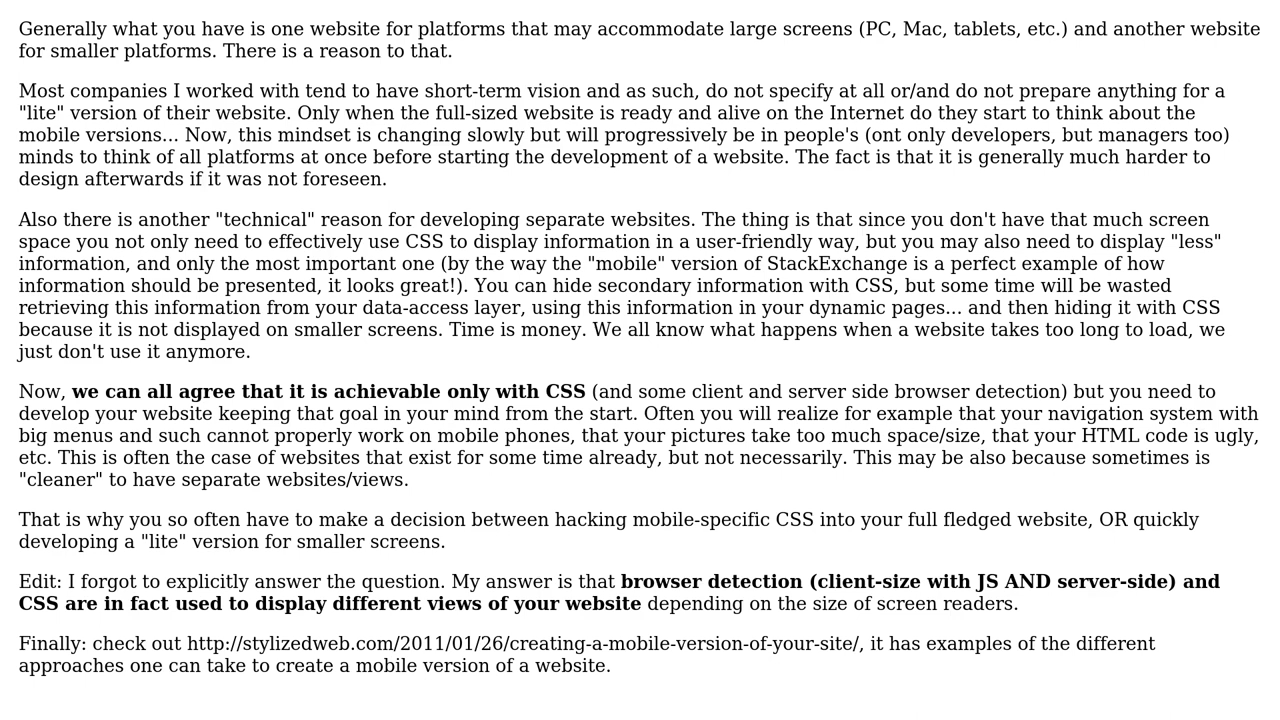 Generally what you have is one website for platforms that may accommodate large screens (PC, Mac, tablets, etc.) and another website
for smaller platforms. There is a reason to that.
Most companies I worked with tend to have short-term vision and as such, do not specify at all or/and do not prepare anything for a
"lite" version of their website. Only when the full-sized website is ready and alive on the Internet do they start to think about the
mobile versions... Now, this mindset is changing slowly but will progressively be in people's (ont only developers, but managers too)
minds to think of all platforms at once before starting the development of a website. The fact is that it is generally much harder to
design afterwards if it was not foreseen.
Also there is another "technical" reason for developing separate websites. The thing is that since you don't have that much screen
space you not only need to effectively use CSS to display information in a user-friendly way, but you may also need to display "less"
information, and only the most important one (by the way the "mobile" version of StackExchange is a perfect example of how
information should be presented, it looks great!). You can hide secondary information with CSS, but some time will be wasted
retrieving this information from your data-access layer, using this information in your dynamic pages... and then hiding it with CSS
because it is not displayed on smaller screens. Time is money. We all know what happens when a website takes too long to load, we
just don't use it anymore.
Now, we can all agree that it is achievable only with CSS (and some client and server side browser detection) but you need to
develop your website keeping that goal in your mind from the start. Often you will realize for example that your navigation system with
big menus and such cannot properly work on mobile phones, that your pictures take too much space/size, that your HTML code is ugly,
etc. This is often the case of websites that exist for some time already, but not necessarily. This may be also because sometimes is
"cleaner" to have separate websites/views.
That is why you so often have to make a decision between hacking mobile-specific CSS into your full fledged website, OR quickly
developing a "lite" version for smaller screens.
Edit: I forgot to explicitly answer the question. My answer is that browser detection (client-size with JS AND server-side) and
CSS are in fact used to display different views of your website depending on the size of screen readers.
Finally: check out http://stylizedweb.com/2011/01/26/creating-a-mobile-version-of-your-site/, it has examples of the different
approaches one can take to create a mobile version of a website.